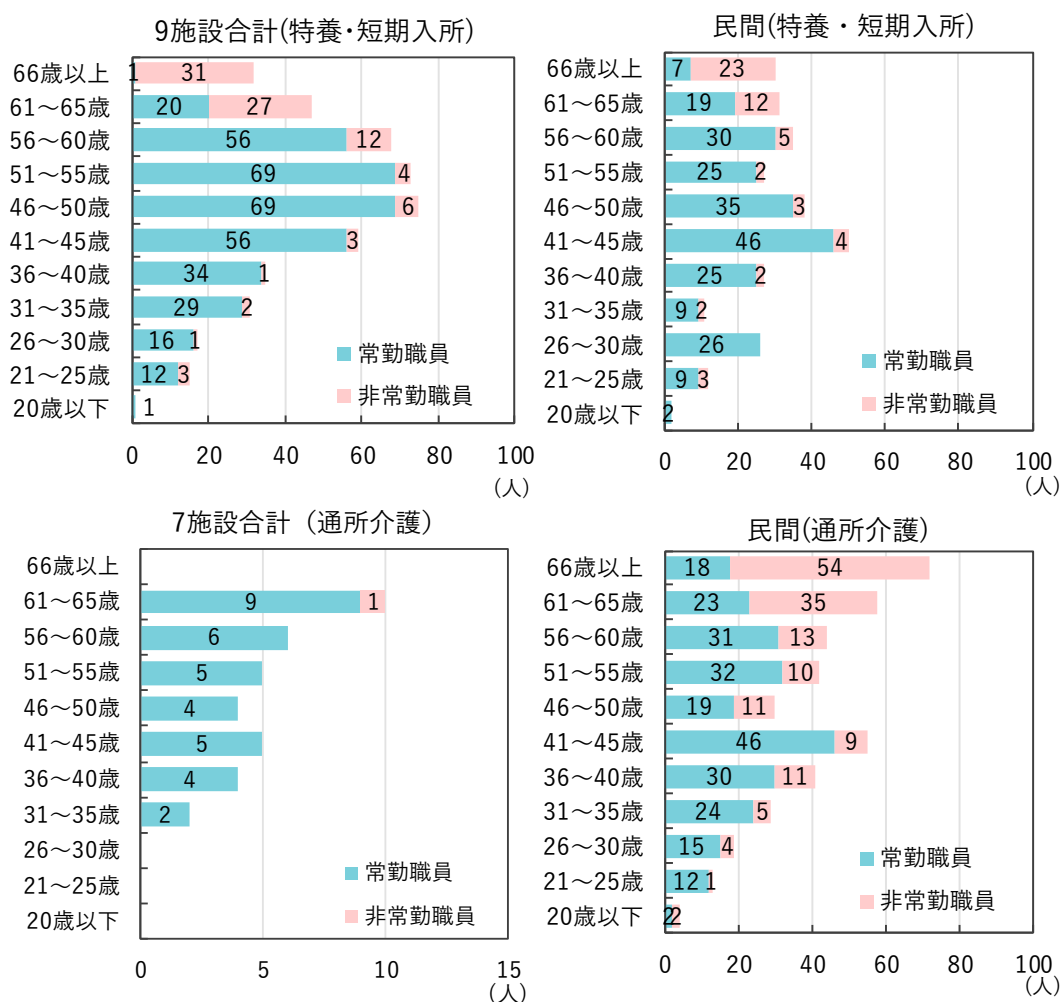 9施設合計(特養･短期入所)
66歳以上 1 31
61～65歳 20 27
56～60歳 56 12
51～55歳 69 4
46～50歳 69 6
41～45歳 56 3
36～40歳 34 1
31～35歳 29 2
26～30歳 16 1
21～25歳 12 3
20歳以下 1
常勤職員
非常勤職員
0 20 40 60 80 100
(人)
民間(特養・短期入所)
66歳以上 7 23
61～65歳 19 12
56～60歳 30 5
51～55歳 25 2
46～50歳 35 3
41～45歳 46 4
36～40歳 25 2
31～35歳 9 2
26～30歳 26
21～25歳 9 3
20歳以下 2
常勤職員
非常勤職員
0 20 40 60 80 100
(人)
7施設合計（通所介護）
66歳以上
61～65歳 9 1
56～60歳 6
51～55歳 5
46～50歳 4
41～45歳 5
36～40歳 4
31～35歳 2
26～30歳
21～25歳
20歳以下
常勤職員
非常勤職員
0 5 10 15
(人)
民間(通所介護)
66歳以上 18 54
61～65歳 23 35
56～60歳 31 13
51～55歳 32 10
46～50歳 19 11
41～45歳 46 9
36～40歳 30 11
31～35歳 24 5
26～30歳 15 4
21～25歳 12 1
20歳以下 2 2
常勤職員
非常勤職員
0 20 40 60 80 100
(人)